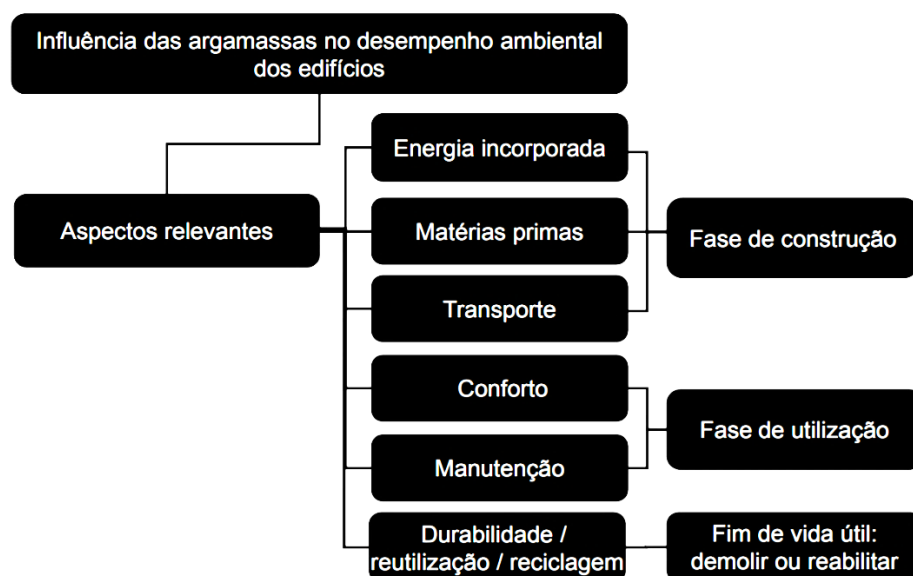 Influência das argamassas no desempenho ambiental
dos edifícios
Aspectos relevantes
Energia incorporada
Matérias primas
Transporte
Conforto
Manutenção
Durabilidade /
reutilização / reciclagem
Fase de construção
Fase de utilização
Fim de vida útil:
demolir ou reabilitar